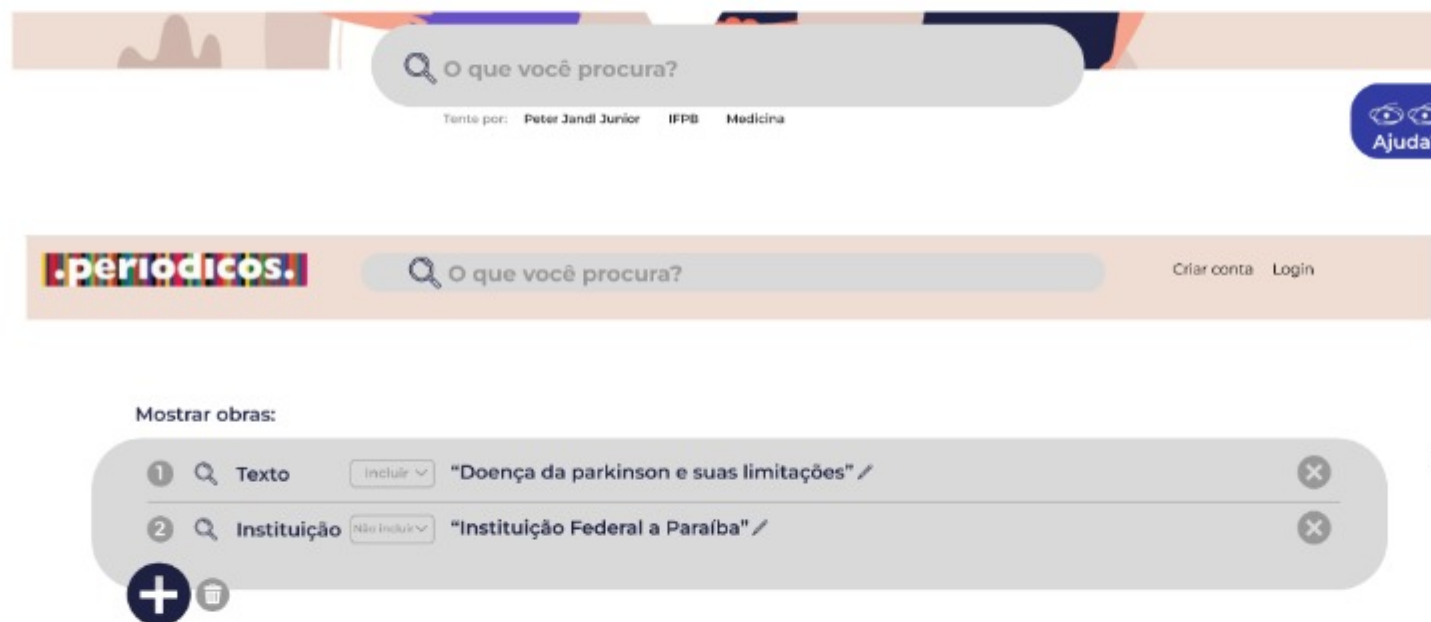 O que você procura?
Tente por: Peter Jandl Junior IFPB Medicina
Ajuda
.periodicos.
O que você procura?
Criar conta Login
Mostrar obras:
1 Texto Incluir "Doença da parkinson e suas limitações"
2 Instituição Não incluir "Instituição Federal a Paraíba"